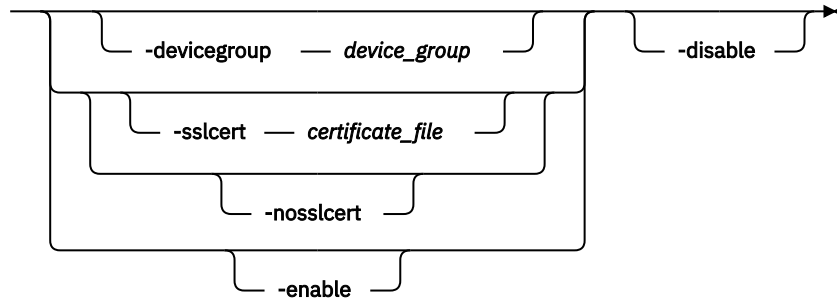 -devicegroup device_group -disable
-sslcert certificate_file
-nosslcert
-enable